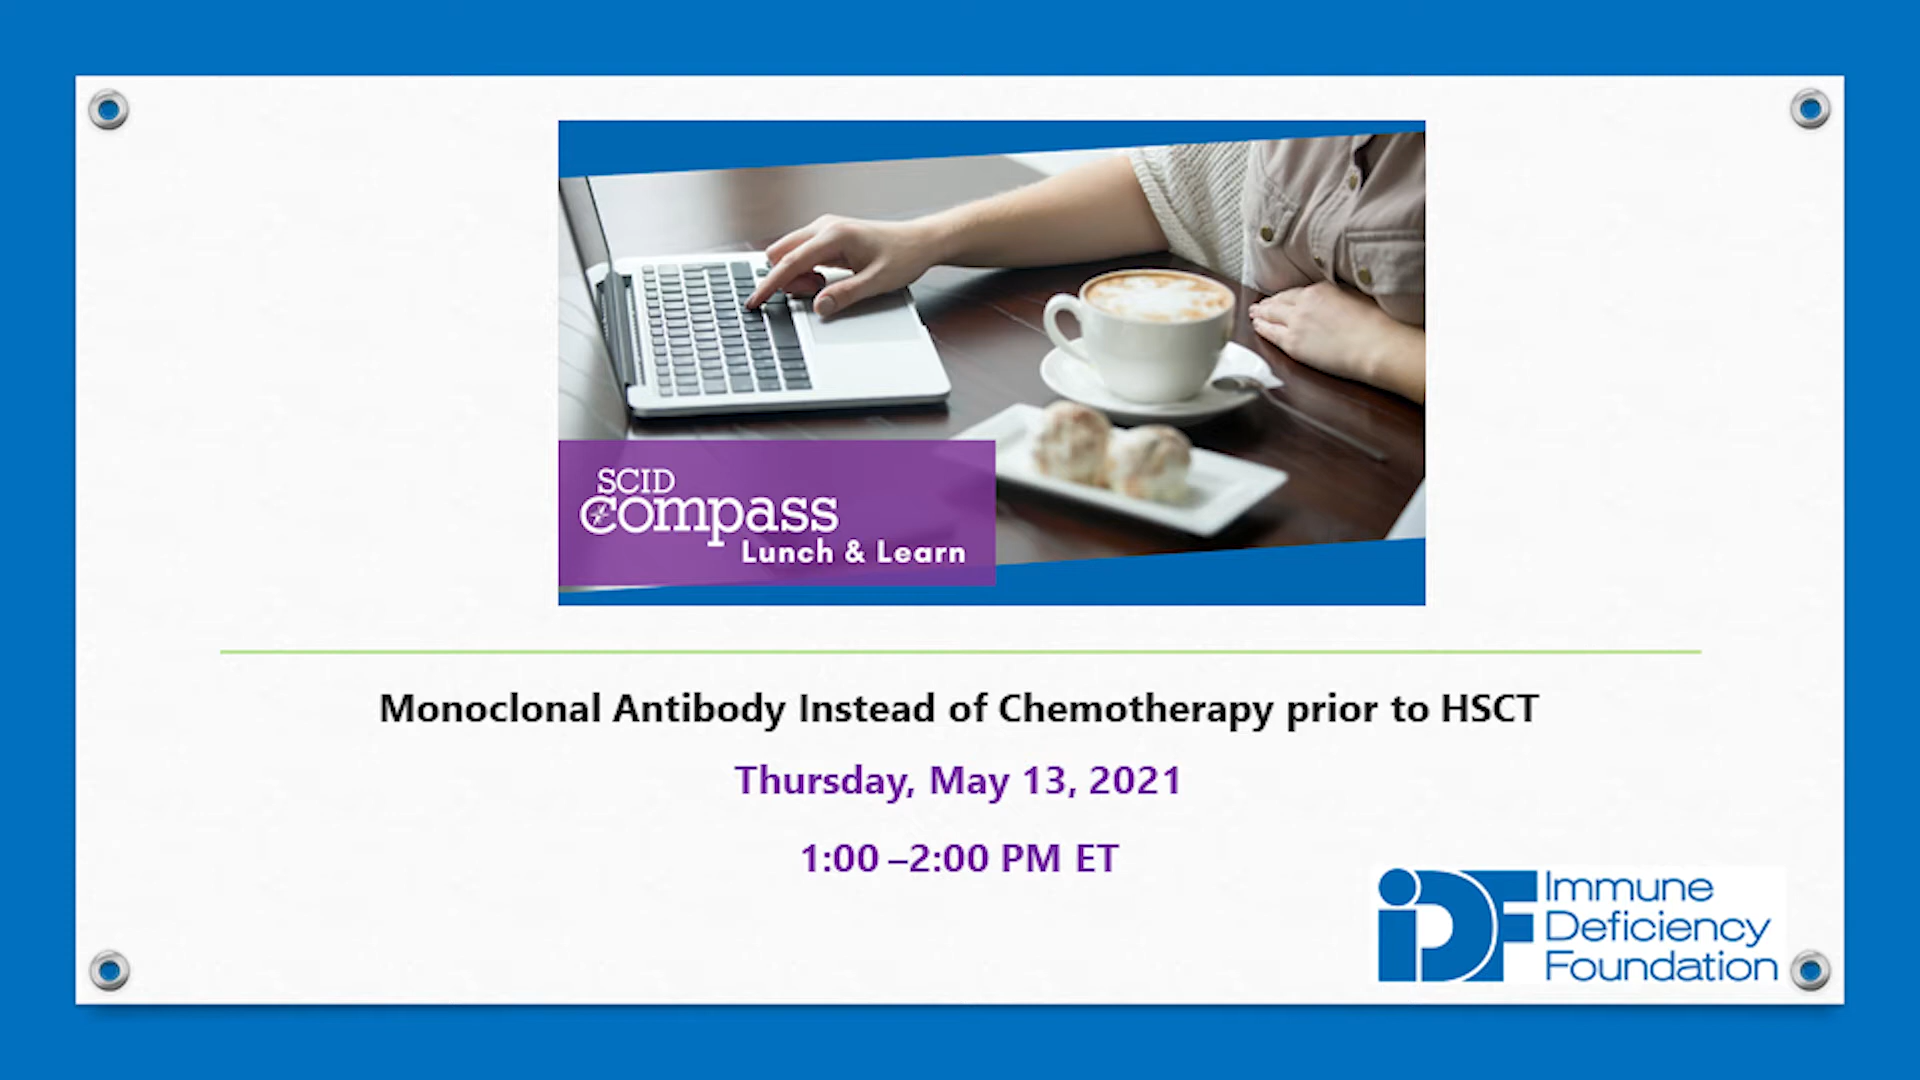 SCID
compass
Lunch & Learn
Monoclonal Antibody Instead of Chemotherapy prior to HSCT
Thursday, May 13, 2021
1:00 –2:00 PM ET
iDF
Immune
Deficiency
Foundation